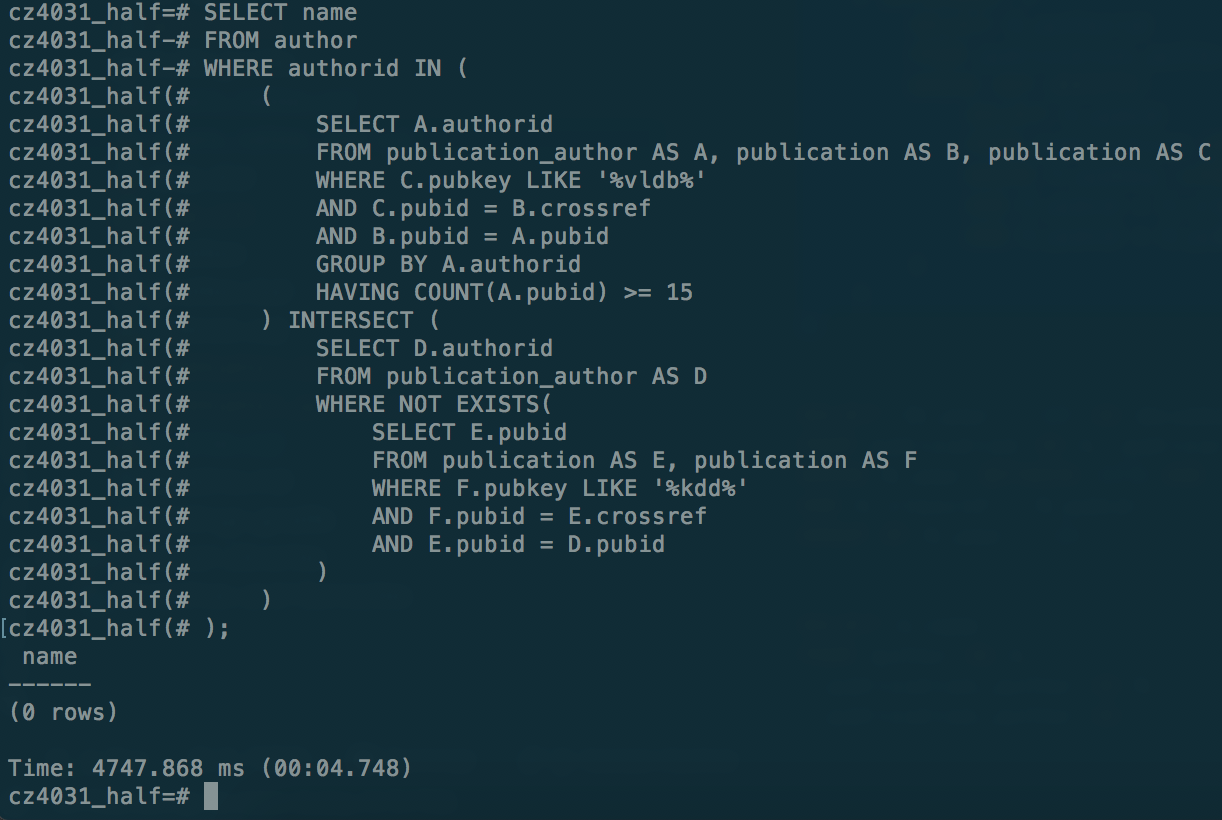 cz4031_half=# SELECT name
cz4031_half-# FROM author
cz4031_half-# WHERE authorid IN (
cz4031_half(#     (
cz4031_half(#         SELECT A.authorid
cz4031_half(#         FROM publication_author AS A, publication AS B, publication AS C
cz4031_half(#         WHERE C.pubkey LIKE '%vldb%'
cz4031_half(#         AND C.pubid = B.crossref
cz4031_half(#         AND B.pubid = A.pubid
cz4031_half(#         GROUP BY A.authorid
cz4031_half(#         HAVING COUNT(A.pubid) >= 15
cz4031_half(#     ) INTERSECT (
cz4031_half(#         SELECT D.authorid
cz4031_half(#         FROM publication_author AS D
cz4031_half(#         WHERE NOT EXISTS(
cz4031_half(#             SELECT E.pubid
cz4031_half(#             FROM publication AS E, publication AS F
cz4031_half(#             WHERE F.pubkey LIKE '%kdd%'
cz4031_half(#             AND F.pubid = E.crossref
cz4031_half(#             AND E.pubid = D.pubid
cz4031_half(#         )
cz4031_half(#     )
[cz4031_half(# );
 name
------
(0 rows)

Time: 4747.868 ms (00:04.748)
cz4031_half=#